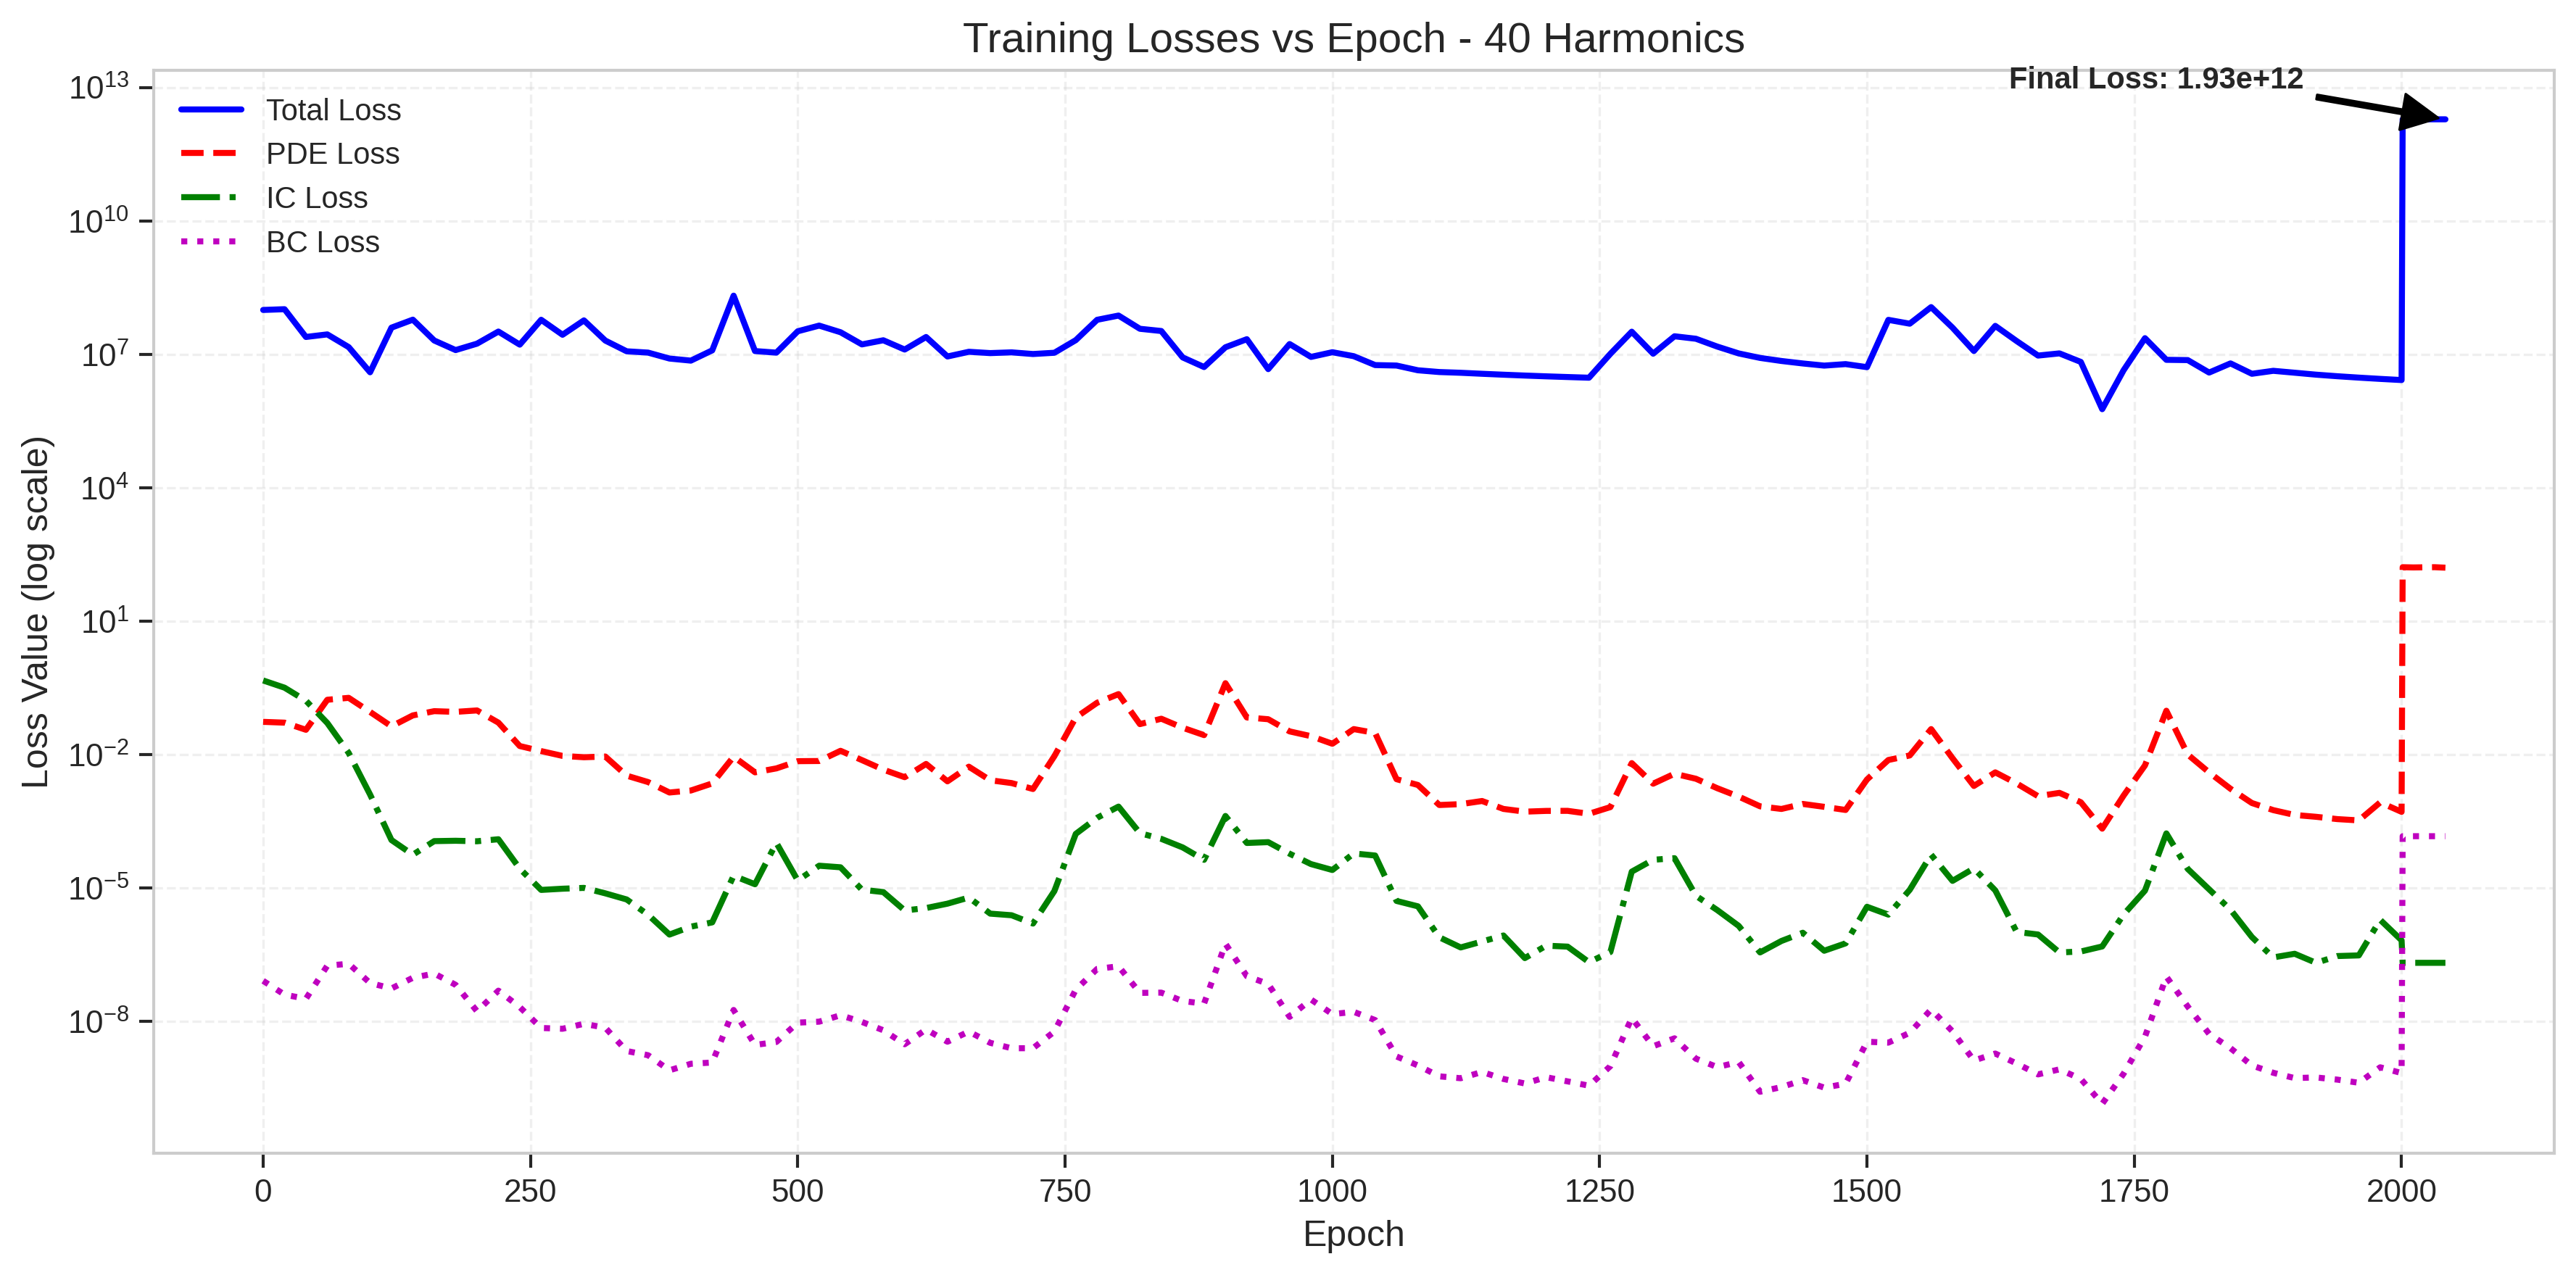 Training Losses vs Epoch - 40 Harmonics
Final Loss: 1.93e+12
Total Loss
PDE Loss
IC Loss
BC Loss
Loss Value (log scale)
10¹³
10¹⁰
10⁷
10⁴
10¹
10⁻²
10⁻⁵
10⁻⁸
0 250 500 750 1000 1250 1500 1750 2000
Epoch